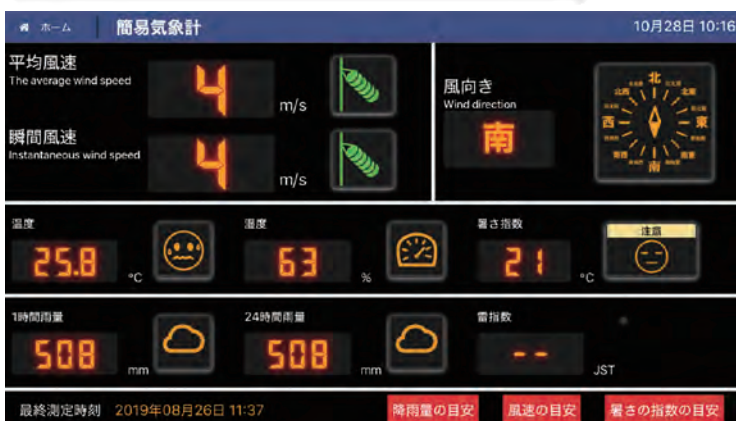 ホーム
簡易気象計
10月28日 10:16
平均風速
The average wind speed
4
m/s
瞬間風速
Instantaneous wind speed
4
m/s
風向き
Wind direction
南
北
西
東
南
温度
25.8
°C
湿度
63
%
暑さ指数
21
°C
注意
1時間雨量
508
mm
24時間雨量
508
mm
雷指数
--
JST
最終測定時刻 2019年08月26日 11:37
降雨量の目安
風速の目安
暑さの指数の目安